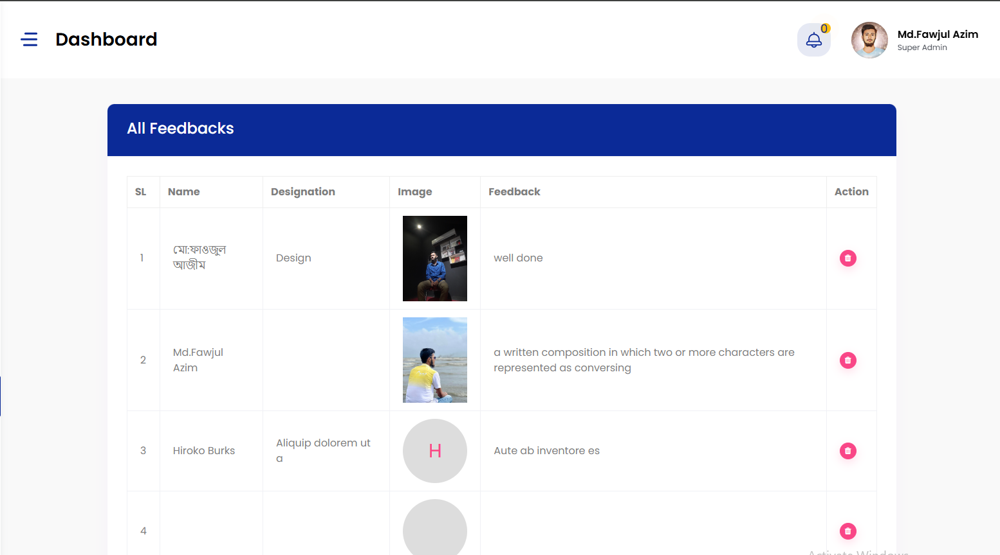 Dashboard
0
Md.Fawjul Azim
Super Admin
All Feedbacks
SL Name Designation Image Feedback Action
1 মো:ফাওজুল আজীম Design well done
2 Md.Fawjul Azim a written composition in which two or more characters are
represented as conversing
3 Hiroko Burks Aliquip dolorem ut a H Aute ab inventore es
4
Activate Windows